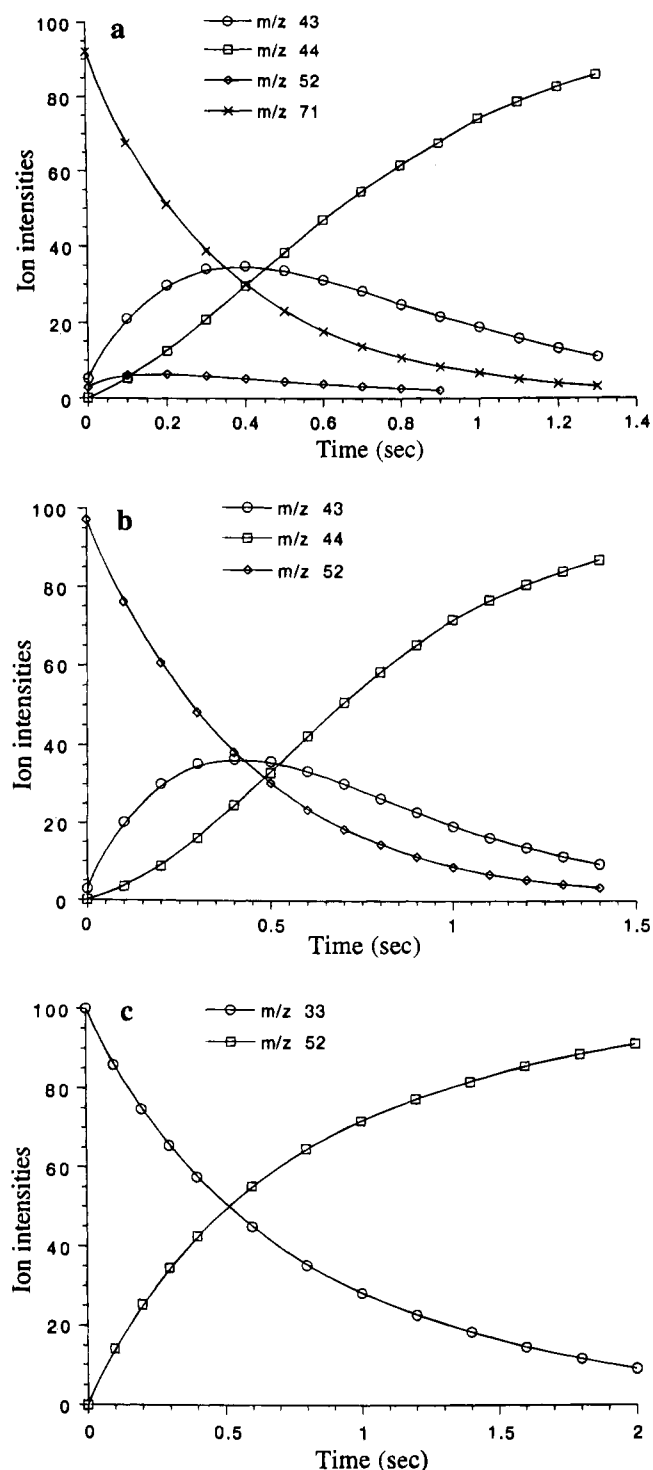 a
m/z 43
m/z 44
m/z 52
m/z 71
100
80
60
40
20
0
Ion intensities
0 0.2 0.4 0.6 0.8 1 1.2 1.4
Time (sec)
b
m/z 43
m/z 44
m/z 52
100
80
60
40
20
0
Ion intensities
0 0.5 1 1.5
Time (sec)
c
m/z 33
m/z 52
100
80
60
40
20
0
Ion intensities
0 0.5 1 1.5 2
Time (sec)